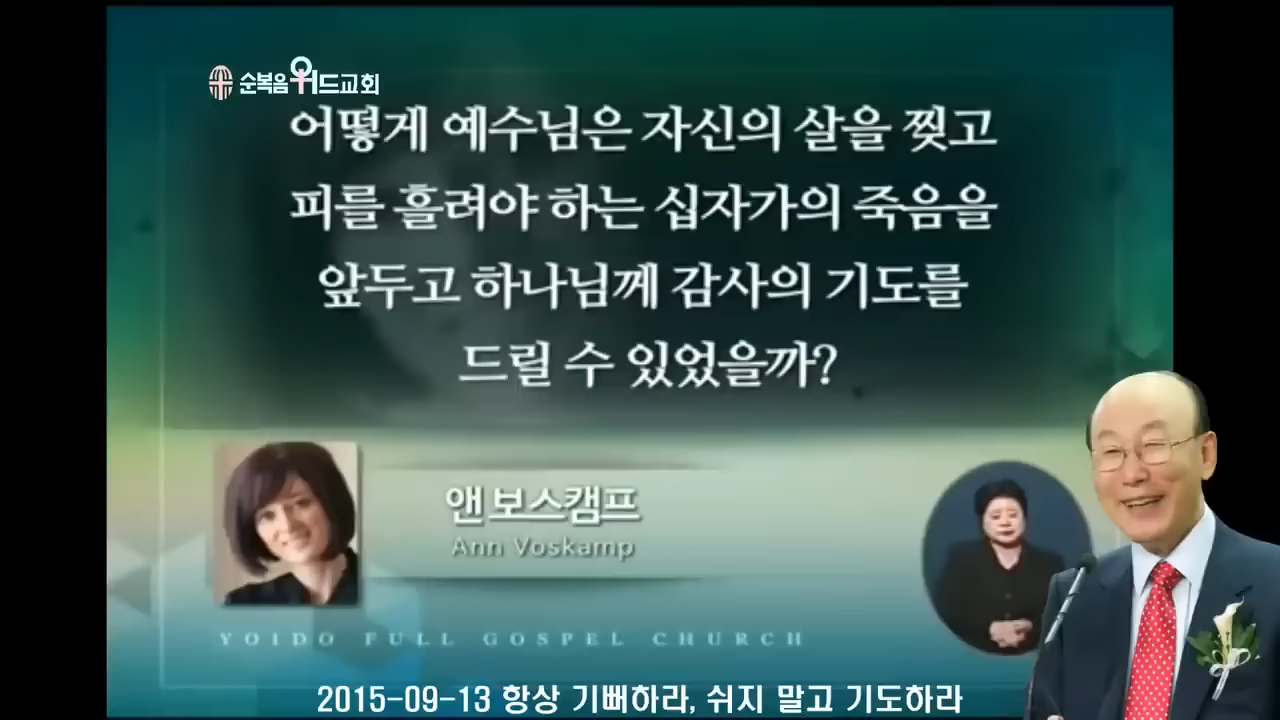 순복음워드교회
어떻게 예수님은 자신의 살을 찢고
피를 흘려야 하는 십자가의 죽음을
앞두고 하나님께 감사의 기도를
드릴 수 있었을까?
앤 보스캠프
Ann Voskamp
YOIDO FULL GOSPEL CHURCH
2015-09-13 항상 기뻐하라, 쉬지 말고 기도하라